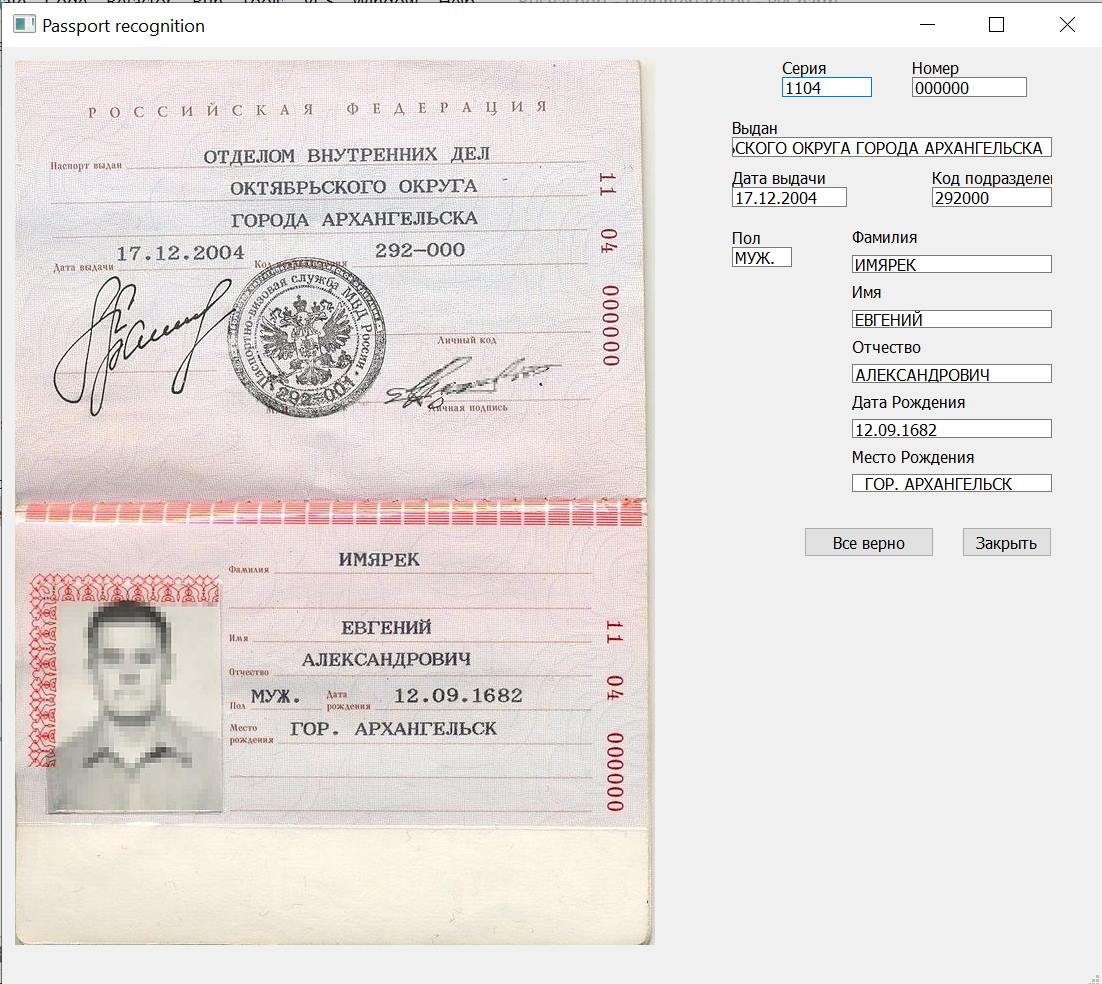 Passport recognition
РОССИЙСКАЯ ФЕДЕРАЦИЯ
Паспорт выдан ОТДЕЛОМ ВНУТРЕННИХ ДЕЛ
ОКТЯБРЬСКОГО ОКРУГА
ГОРОДА АРХАНГЕЛЬСКА
Дата выдачи 17.12.2004 Код подразделения 292-000
Личный код
Паспортно-визовая служба МВД России
Личная подпись
11 04 000000
Фамилия ИМЯРЕК
Имя ЕВГЕНИЙ
Отчество АЛЕКСАНДРОВИЧ
Пол МУЖ. Дата рождения 12.09.1682
Место рождения ГОР. АРХАНГЕЛЬСК
11 04 000000
Серия Номер
1104 000000
Выдан
СКОГО ОКРУГА ГОРОДА АРХАНГЕЛЬСКА
Дата выдачи Код подразделе
17.12.2004 292000
Пол
МУЖ.
Фамилия
ИМЯРЕК
Имя
ЕВГЕНИЙ
Отчество
АЛЕКСАНДРОВИЧ
Дата Рождения
12.09.1682
Место Рождения
ГОР. АРХАНГЕЛЬСК
Все верно Закрыть